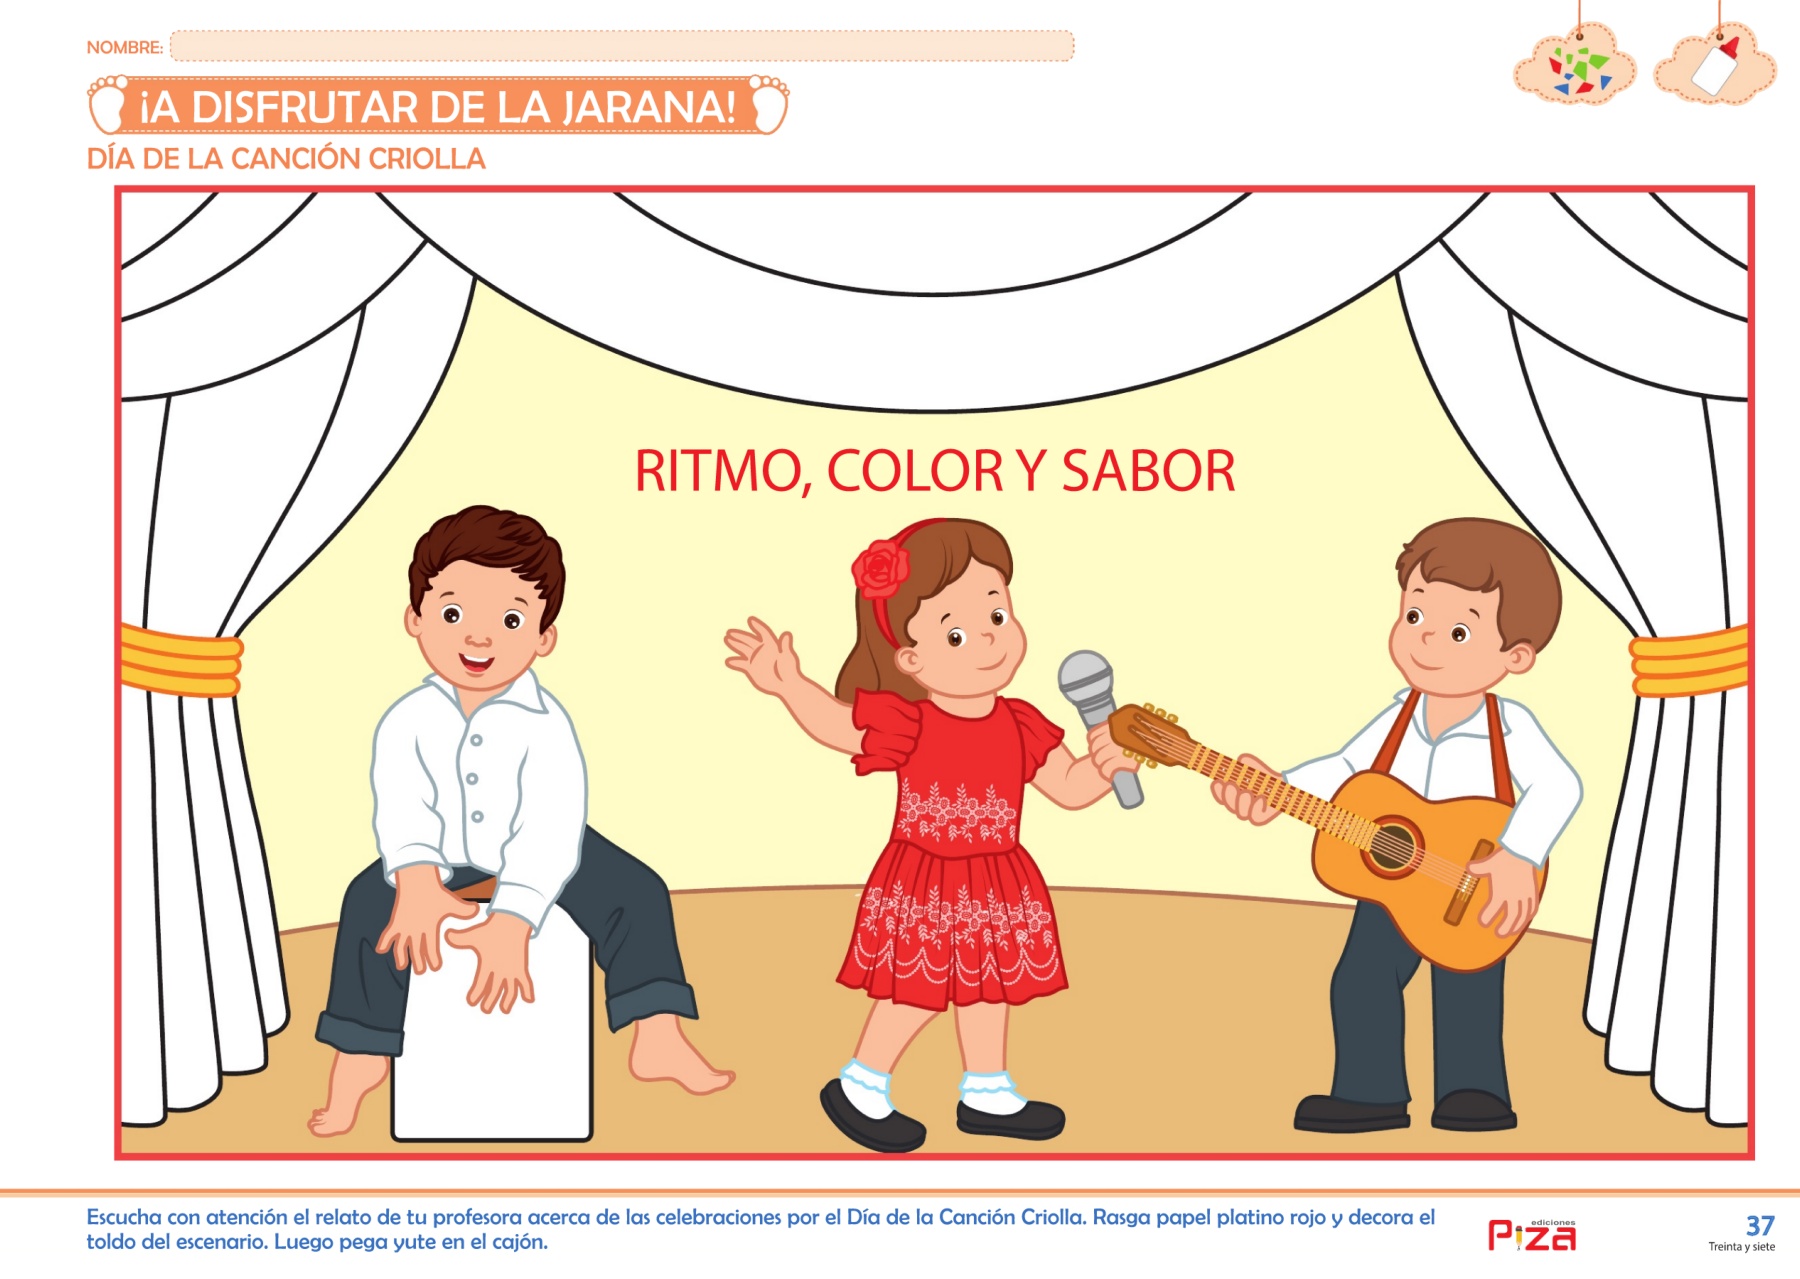 NOMBRE:
¡A DISFRUTAR DE LA JARANA!
DÍA DE LA CANCIÓN CRIOLLA
RITMO, COLOR Y SABOR
Escucha con atención el relato de tu profesora acerca de las celebraciones por el Día de la Canción Criolla. Rasga papel platino rojo y decora el
toldo del escenario. Luego pega yute en el cajón.
ediciones
Piza
37
Treinta y siete